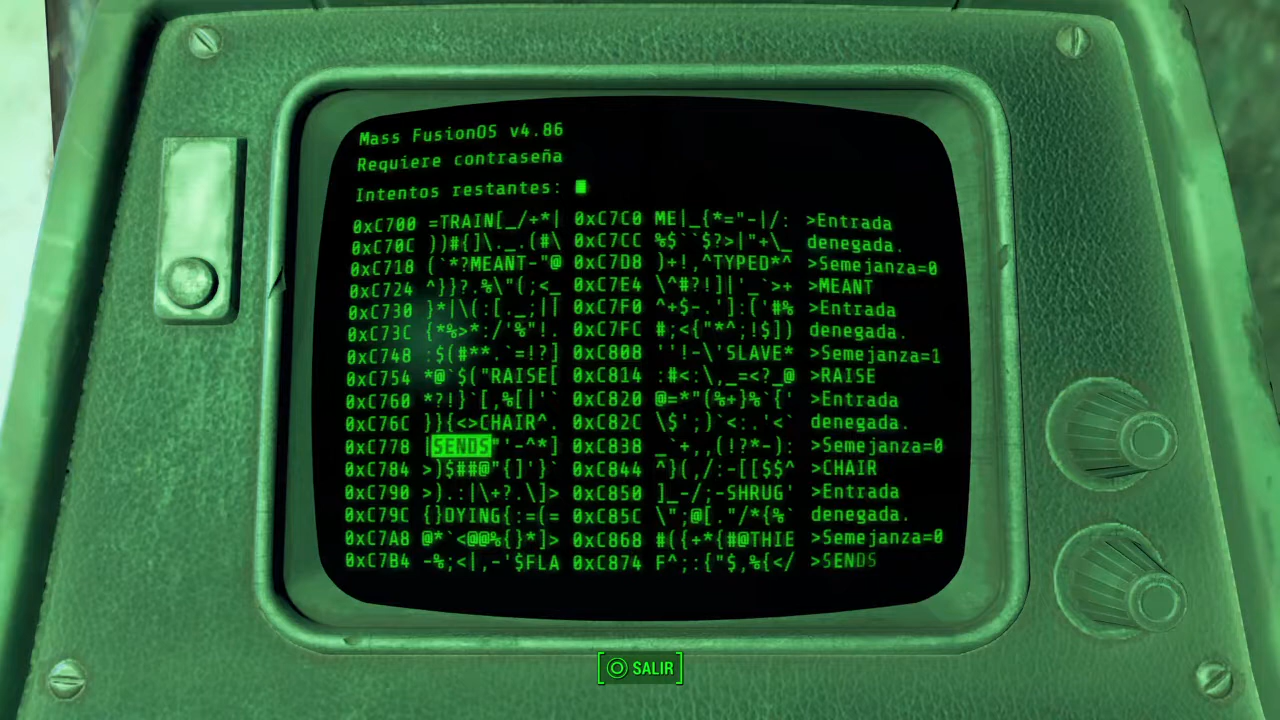 Mass FusionOS v4.86
Requiere contraseña
Intentos restantes: ■
0xC700 =TRAIN[_/+*| 0xC7C0 ME|_{*="-|/: >Entrada
0xC70C ))#{]\._.(#\ 0xC7CC %$``$?>|"+\_ denegada.
0xC718 (`*?MEANT-"@ 0xC7D8 )+!,^TYPED*^ >Semejanza=0
0xC724 ^}}?.%\"(;<_ 0xC7E4 \^#?!]|'_`>+ >MEANT
0xC730 }*|\(:[._;|| 0xC7F0 ^+$-.']:('#% >Entrada
0xC73C {*%>*:/'%"!. 0xC7FC #;<{"*^;!$]) denegada.
0xC748 :$(#**.`=!?] 0xC808 ''!-\'SLAVE* >Semejanza=1
0xC754 *@`$("RAISE[ 0xC814 :#<:\,_=<?_@ >RAISE
0xC760 *?!}`[,%[|'` 0xC820 @=*"(%+}%`{' >Entrada
0xC76C }}{<>CHAIR^. 0xC82C \$';)`<:.'<` denegada.
0xC778 |SENDS"'-^*] 0xC838 _`+,,(!?*-): >Semejanza=0
0xC784 >)$##@"{]'}` 0xC844 ^}(,/:-[[$$^ >CHAIR
0xC790 >).:|\+?.\]> 0xC850 ]_-/;-SHRUG' >Entrada
0xC79C {}DYING{:=(= 0xC85C \";@[."/*{%` denegada.
0xC7A8 @*`<@@%{}*]> 0xC868 #({+*{#@THIE >Semejanza=0
0xC7B4 -%;<|,-'$FLA 0xC874 F^;:{"$,%{</ >SENDS
SALIR